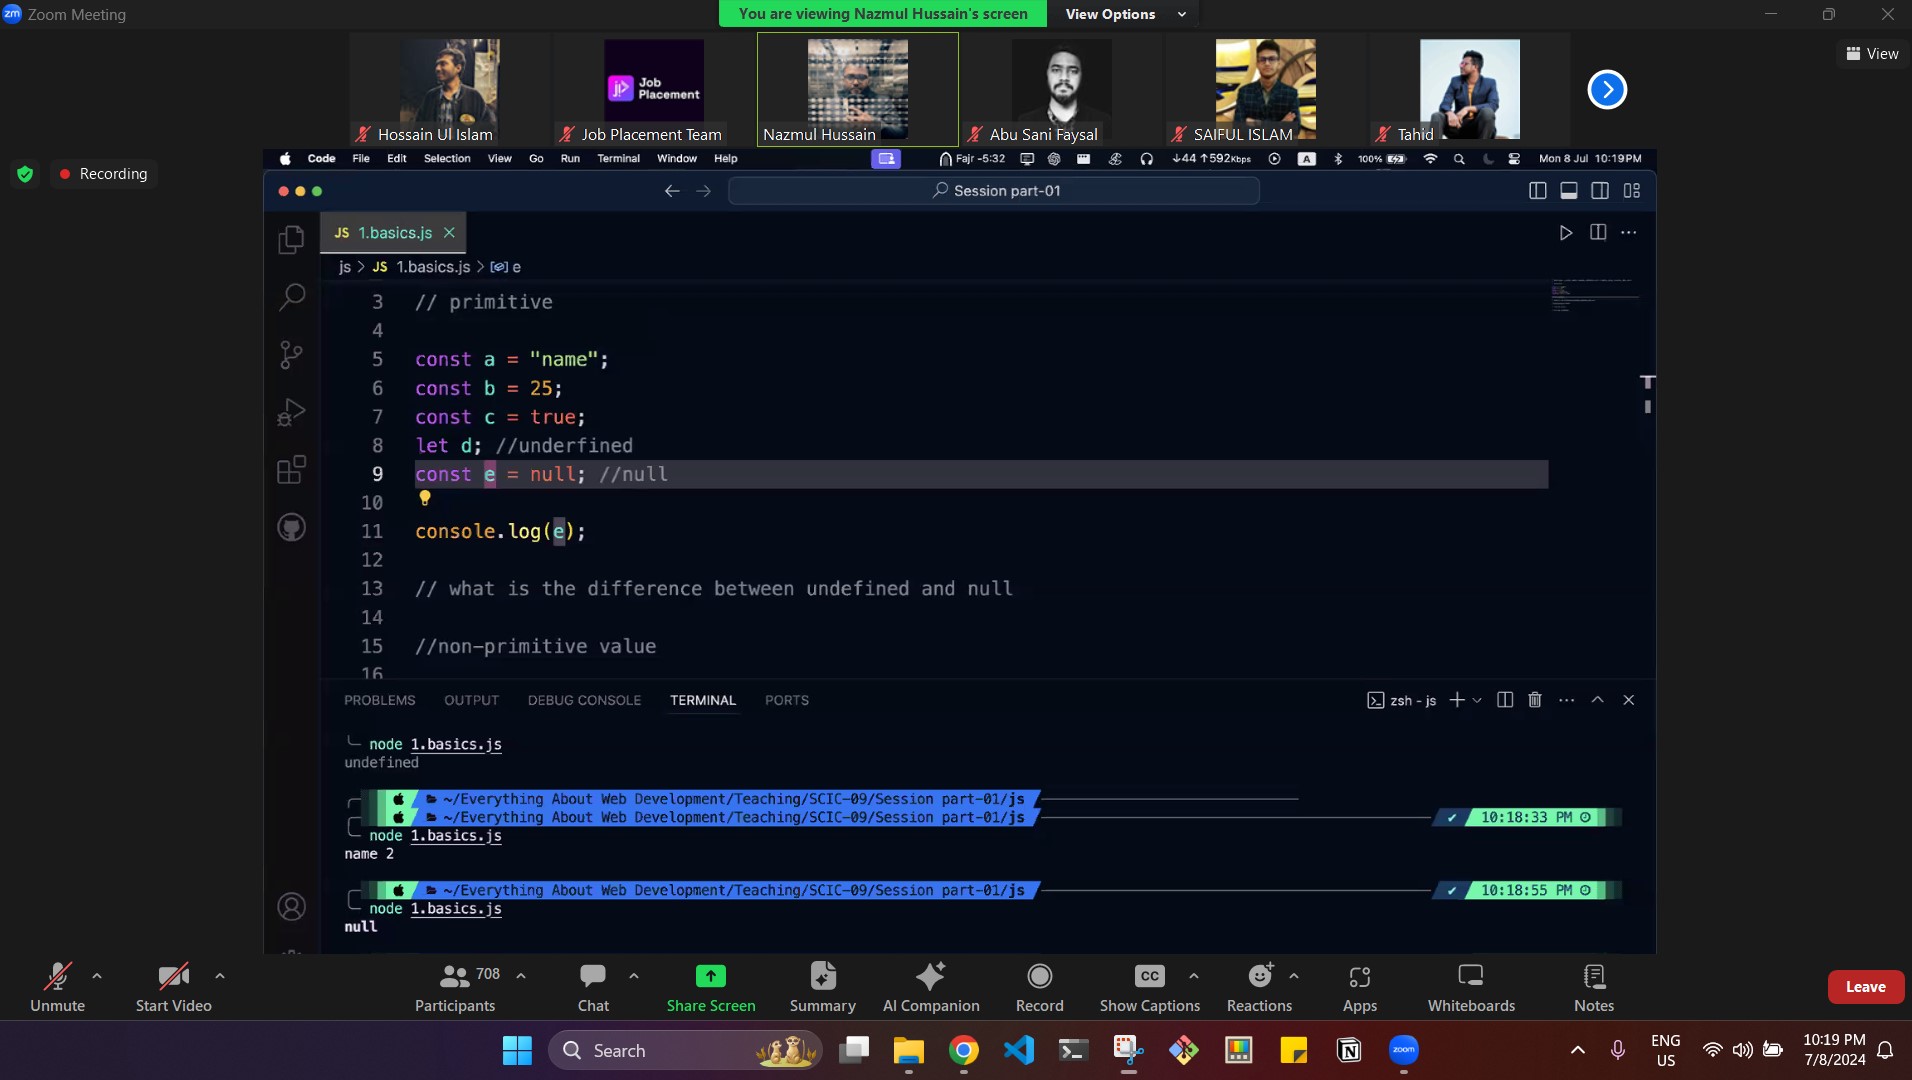 Zoom Meeting
You are viewing Nazmul Hussain's screen View Options
View
Job Placement
Hossain Ul Islam
Job Placement Team
Nazmul Hussain
Abu Sani Faysal
SAIFUL ISLAM
Tahid
Recording
Code File Edit Selection View Go Run Terminal Window Help
Fajr -5:32 ↓44 ↑592Kbps A 100% Mon 8 Jul 10:19PM
Session part-01
JS 1.basics.js
js > JS 1.basics.js > e
3 // primitive
4
5 const a = "name";
6 const b = 25;
7 const c = true;
8 let d; //underfined
9 const e = null; //null
10
11 console.log(e);
12
13 // what is the difference between undefined and null
14
15 //non-primitive value
16
PROBLEMS OUTPUT DEBUG CONSOLE TERMINAL PORTS zsh - js
node 1.basics.js
undefined
~/Everything About Web Development/Teaching/SCIC-09/Session part-01/js
~/Everything About Web Development/Teaching/SCIC-09/Session part-01/js ✔ 10:18:33 PM
node 1.basics.js
name 2
~/Everything About Web Development/Teaching/SCIC-09/Session part-01/js ✔ 10:18:55 PM
node 1.basics.js
null
Unmute
Start Video
708
Participants
Chat
Share Screen
Summary
AI Companion
Record
CC
Show Captions
Reactions
Apps
Whiteboards
Notes
Leave
Search
zoom
ENG
US
10:19 PM
7/8/2024